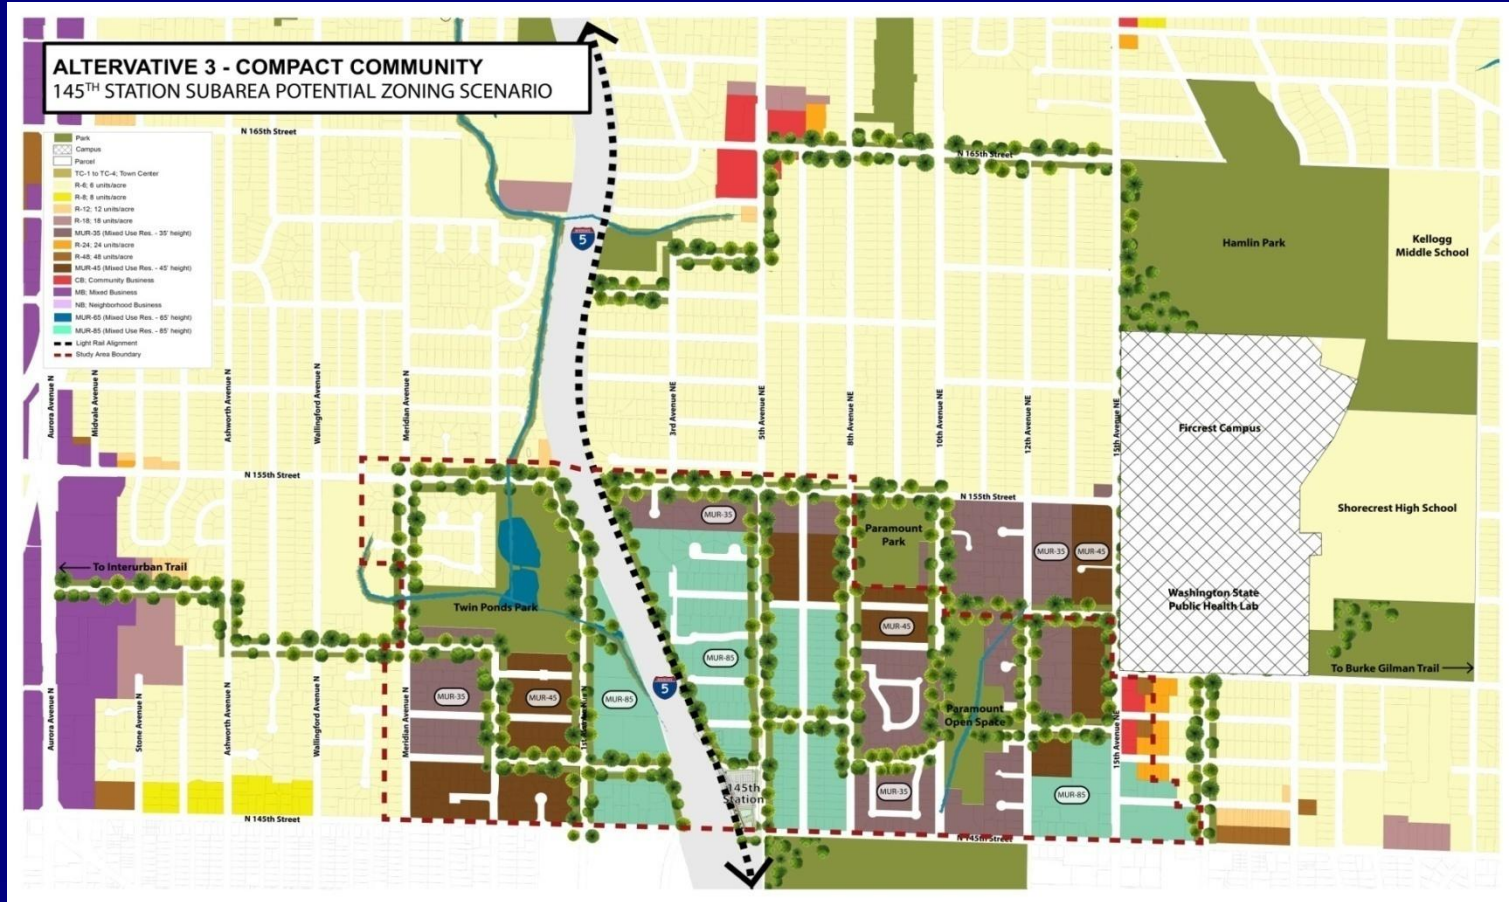 ALTERVATIVE 3 - COMPACT COMMUNITY
145TH STATION SUBAREA POTENTIAL ZONING SCENARIO
Park
Campus
Parcel
TC-1 to TC-4; Town Center
R-6; 6 units/acre
R-8; 8 units/acre
R-12; 12 units/acre
R-18; 18 units/acre
MUR-35 (Mixed Use Res. - 35' height)
R-24; 24 units/acre
R-48; 48 units/acre
MUR-45 (Mixed Use Res. - 45' height)
CB; Community Business
MB; Mixed Business
NB; Neighborhood Business
MUR-65 (Mixed Use Res. - 65' height)
MUR-85 (Mixed Use Res. - 85' height)
Light Rail Alignment
Study Area Boundary
N 165th Street
N 165th Street
5
Hamlin Park
Kellogg
Middle School
Aurora Avenue N
Midvale Avenue N
Ashworth Avenue N
Wallingford Avenue N
Meridian Avenue N
3rd Avenue NE
5th Avenue NE
8th Avenue NE
10th Avenue NE
12th Avenue NE
15th Avenue NE
Fircrest Campus
N 155th Street
N 155th Street
Shorecrest High School
MUR-35
Paramount
Park
MUR-35
MUR-45
To Interurban Trail
Twin Ponds Park
Washington State
Public Health Lab
MUR-45
MUR-85
To Burke Gilman Trail
5
MUR-35
MUR-45
MUR-85
Paramount
Open Space
Aurora Avenue N
Stone Avenue N
Ashworth Avenue N
Wallingford Avenue N
Meridian Avenue N
15th Avenue NE
145th
Station
MUR-35
MUR-85
N 145th Street
N 145th Street